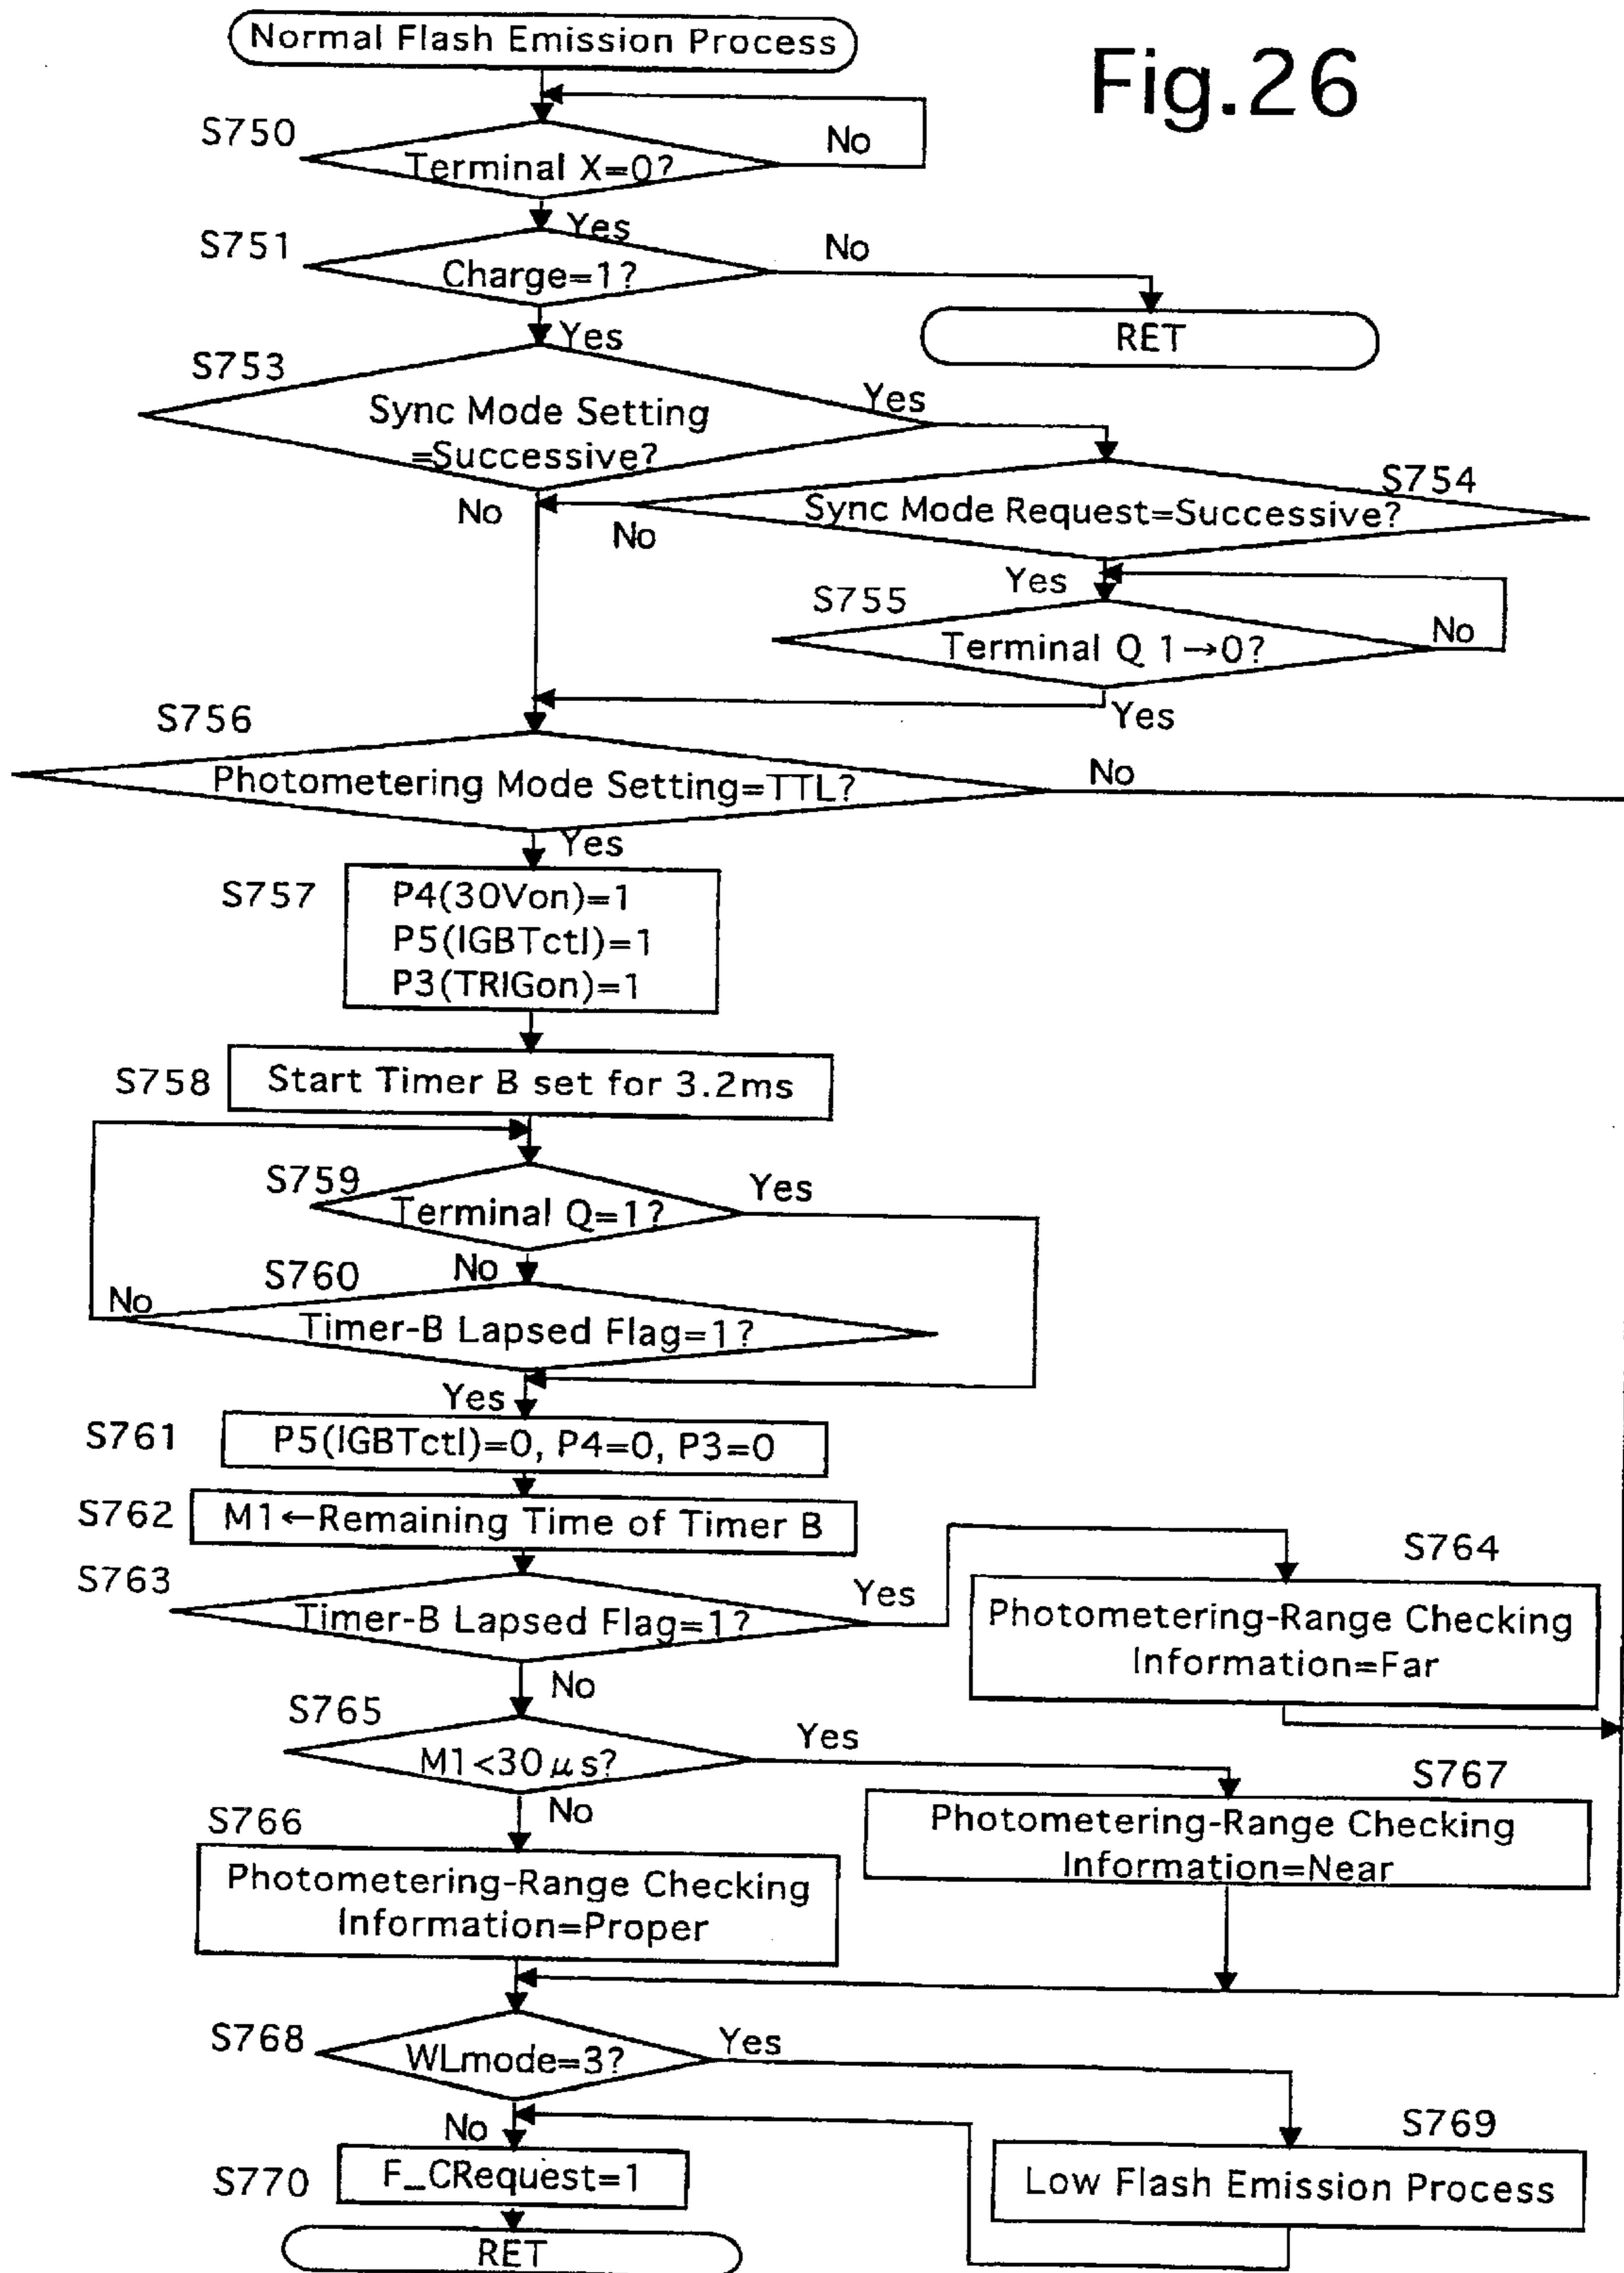 Normal Flash Emission Process
Fig.26
S750
Terminal X=0?
No
Yes
S751
Charge=1?
No
RET
Yes
S753
Sync Mode Setting
=Successive?
Yes
No
S754
Sync Mode Request=Successive?
No
Yes
S755
Terminal Q 1→0?
No
Yes
S756
Photometering Mode Setting=TTL?
No
Yes
S757
P4(30Von)=1
P5(IGBTctl)=1
P3(TRIGon)=1
S758
Start Timer B set for 3.2ms
S759
Terminal Q=1?
Yes
No
S760
Timer-B Lapsed Flag=1?
No
Yes
S761
P5(IGBTctl)=0, P4=0, P3=0
S762
M1←Remaining Time of Timer B
S763
Timer-B Lapsed Flag=1?
Yes
S764
Photometering-Range Checking
Information=Far
No
S765
M1<30μs?
Yes
S767
Photometering-Range Checking
Information=Near
No
S766
Photometering-Range Checking
Information=Proper
S768
WLmode=3?
Yes
S769
Low Flash Emission Process
No
S770
F_CRequest=1
RET